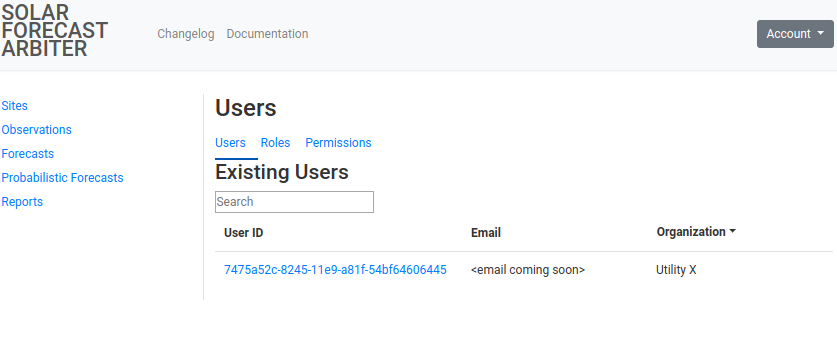 SOLAR
FORECAST
ARBITER
Changelog Documentation
Account
Sites
Observations
Forecasts
Probabilistic Forecasts
Reports
Users
Users Roles Permissions
Existing Users
Search
User ID Email Organization
7475a52c-8245-11e9-a81f-54bf64606445 <email coming soon> Utility X